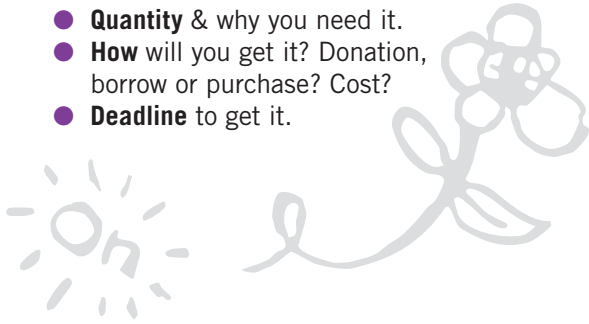 ● Quantity & why you need it.
● How will you get it? Donation,
borrow or purchase? Cost?
● Deadline to get it.
On